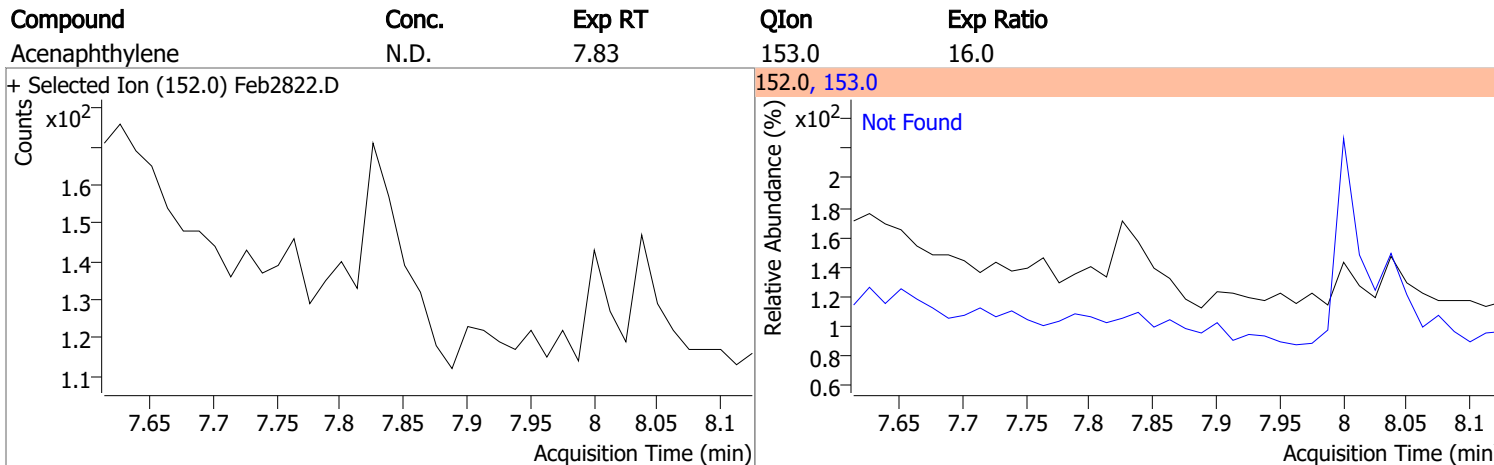 Compound Conc. Exp RT QIon Exp Ratio
Acenaphthylene N.D. 7.83 153.0 16.0
+ Selected Ion (152.0) Feb2822.D
Counts
x10²
1.6
1.5
1.4
1.3
1.2
1.1
7.65 7.7 7.75 7.8 7.85 7.9 7.95 8 8.05 8.1
Acquisition Time (min)
152.0, 153.0
Relative Abundance (%)
x10²
Not Found
2
1.8
1.6
1.4
1.2
1
0.8
0.6
7.65 7.7 7.75 7.8 7.85 7.9 7.95 8 8.05 8.1
Acquisition Time (min